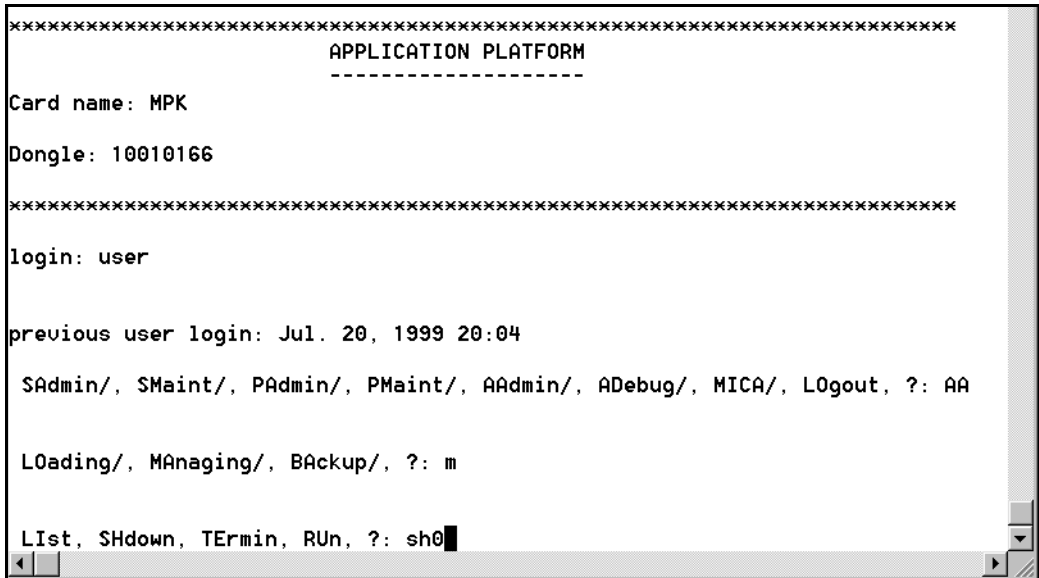 **************************************************************************
APPLICATION PLATFORM
--------------------
Card name: MPK
Dongle: 10010166
**************************************************************************
login: user
previous user login: Jul. 20, 1999 20:04
SAdmin/, SMaint/, PAdmin/, PMaint/, AAdmin/, ADebug/, MICA/, LOgout, ?: AA
LOading/, MAnaging/, BAckup/, ?: m
LIst, SHdown, TErmin, RUn, ?: sh0